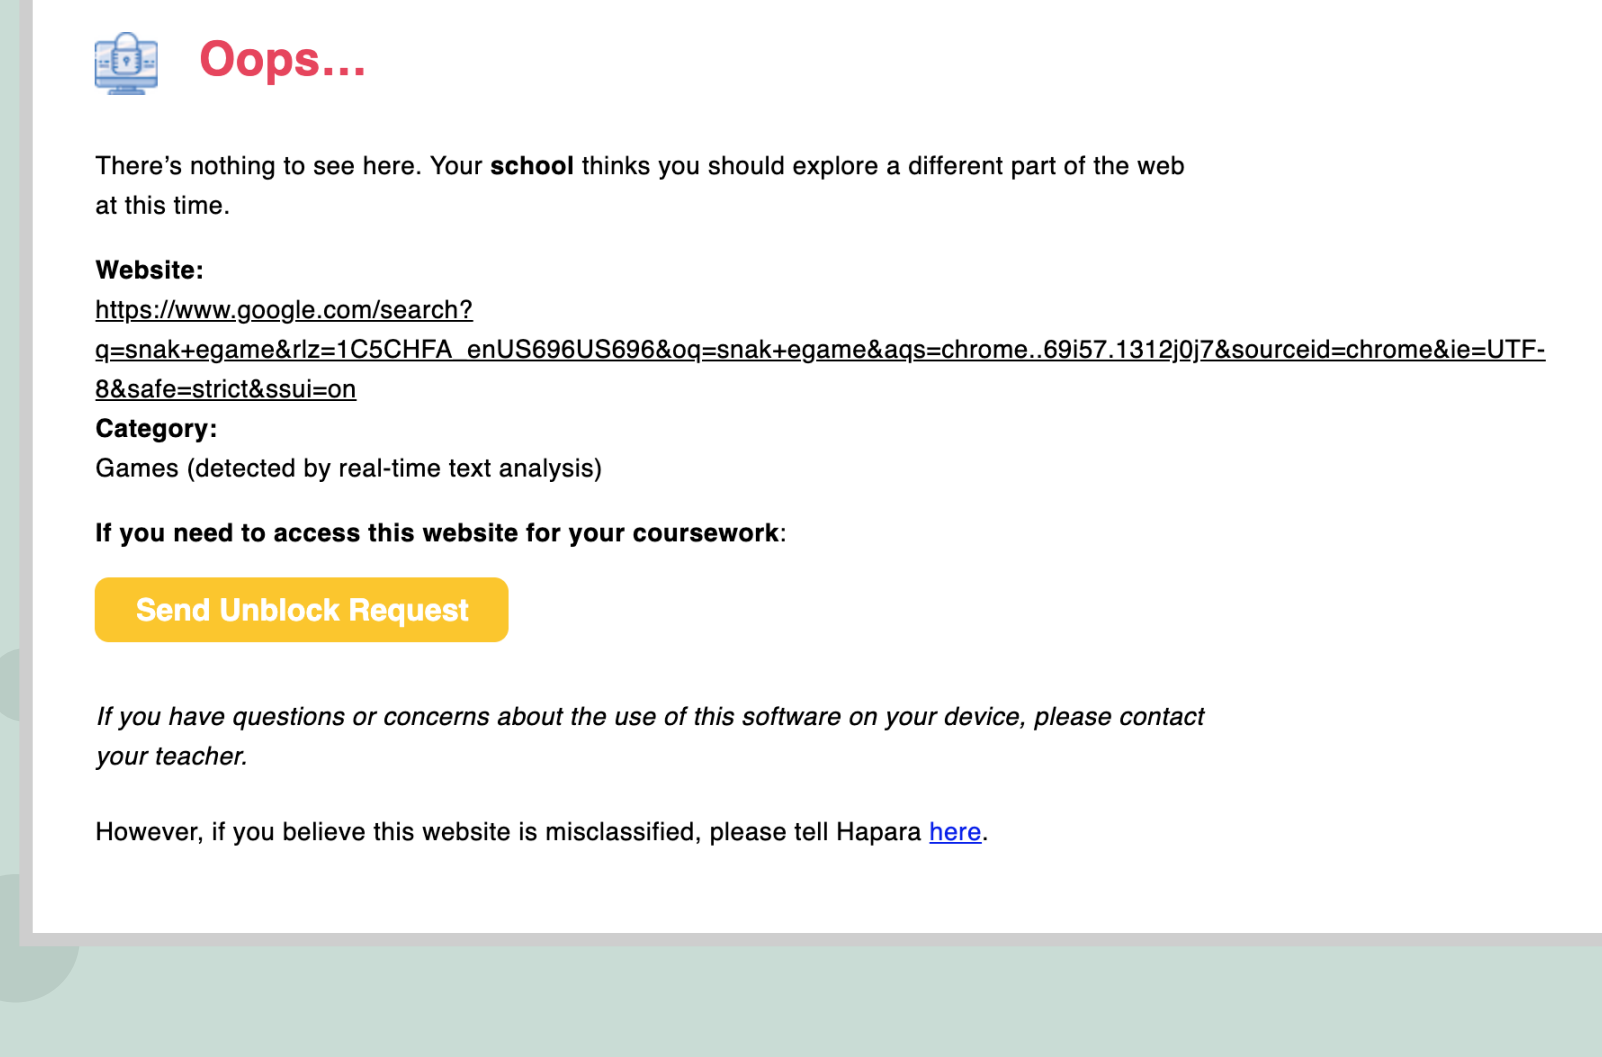 Oops...
There’s nothing to see here. Your school thinks you should explore a different part of the web
at this time.
Website:
https://www.google.com/search?
q=snak+egame&rlz=1C5CHFA_enUS696US696&oq=snak+egame&aqs=chrome..69i57.1312j0j7&sourceid=chrome&ie=UTF-
8&safe=strict&ssui=on
Category:
Games (detected by real-time text analysis)
If you need to access this website for your coursework:
Send Unblock Request
If you have questions or concerns about the use of this software on your device, please contact
your teacher.
However, if you believe this website is misclassified, please tell Hapara here.